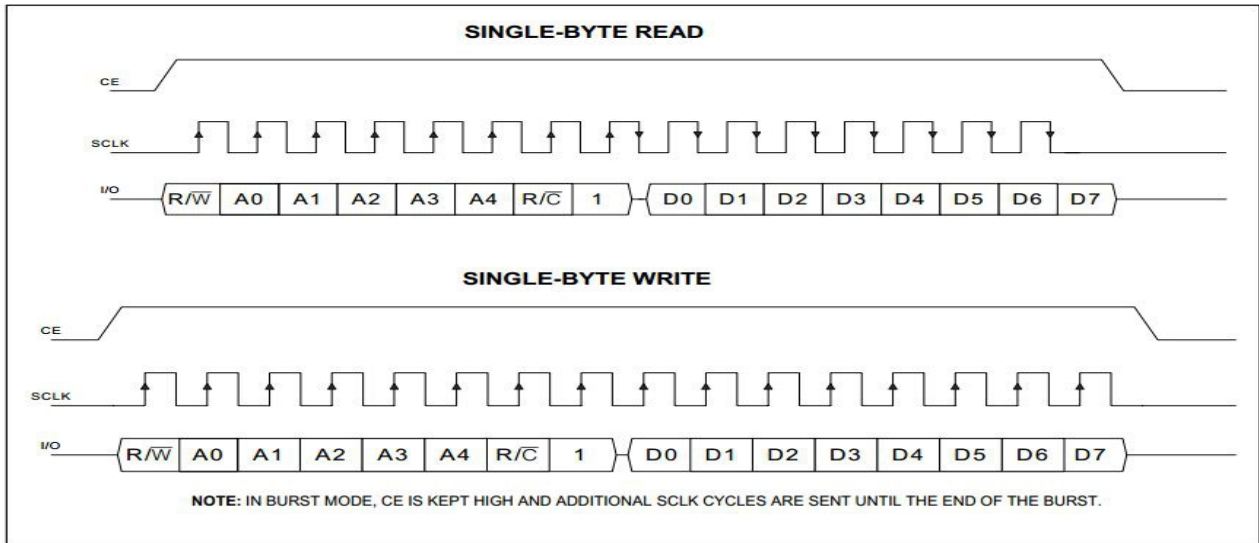 SINGLE-BYTE READ
CE
SCLK
I/O R/W̅ A0 A1 A2 A3 A4 R/C̅ 1 D0 D1 D2 D3 D4 D5 D6 D7
SINGLE-BYTE WRITE
CE
SCLK
I/O R/W̅ A0 A1 A2 A3 A4 R/C̅ 1 D0 D1 D2 D3 D4 D5 D6 D7
NOTE: IN BURST MODE, CE IS KEPT HIGH AND ADDITIONAL SCLK CYCLES ARE SENT UNTIL THE END OF THE BURST.